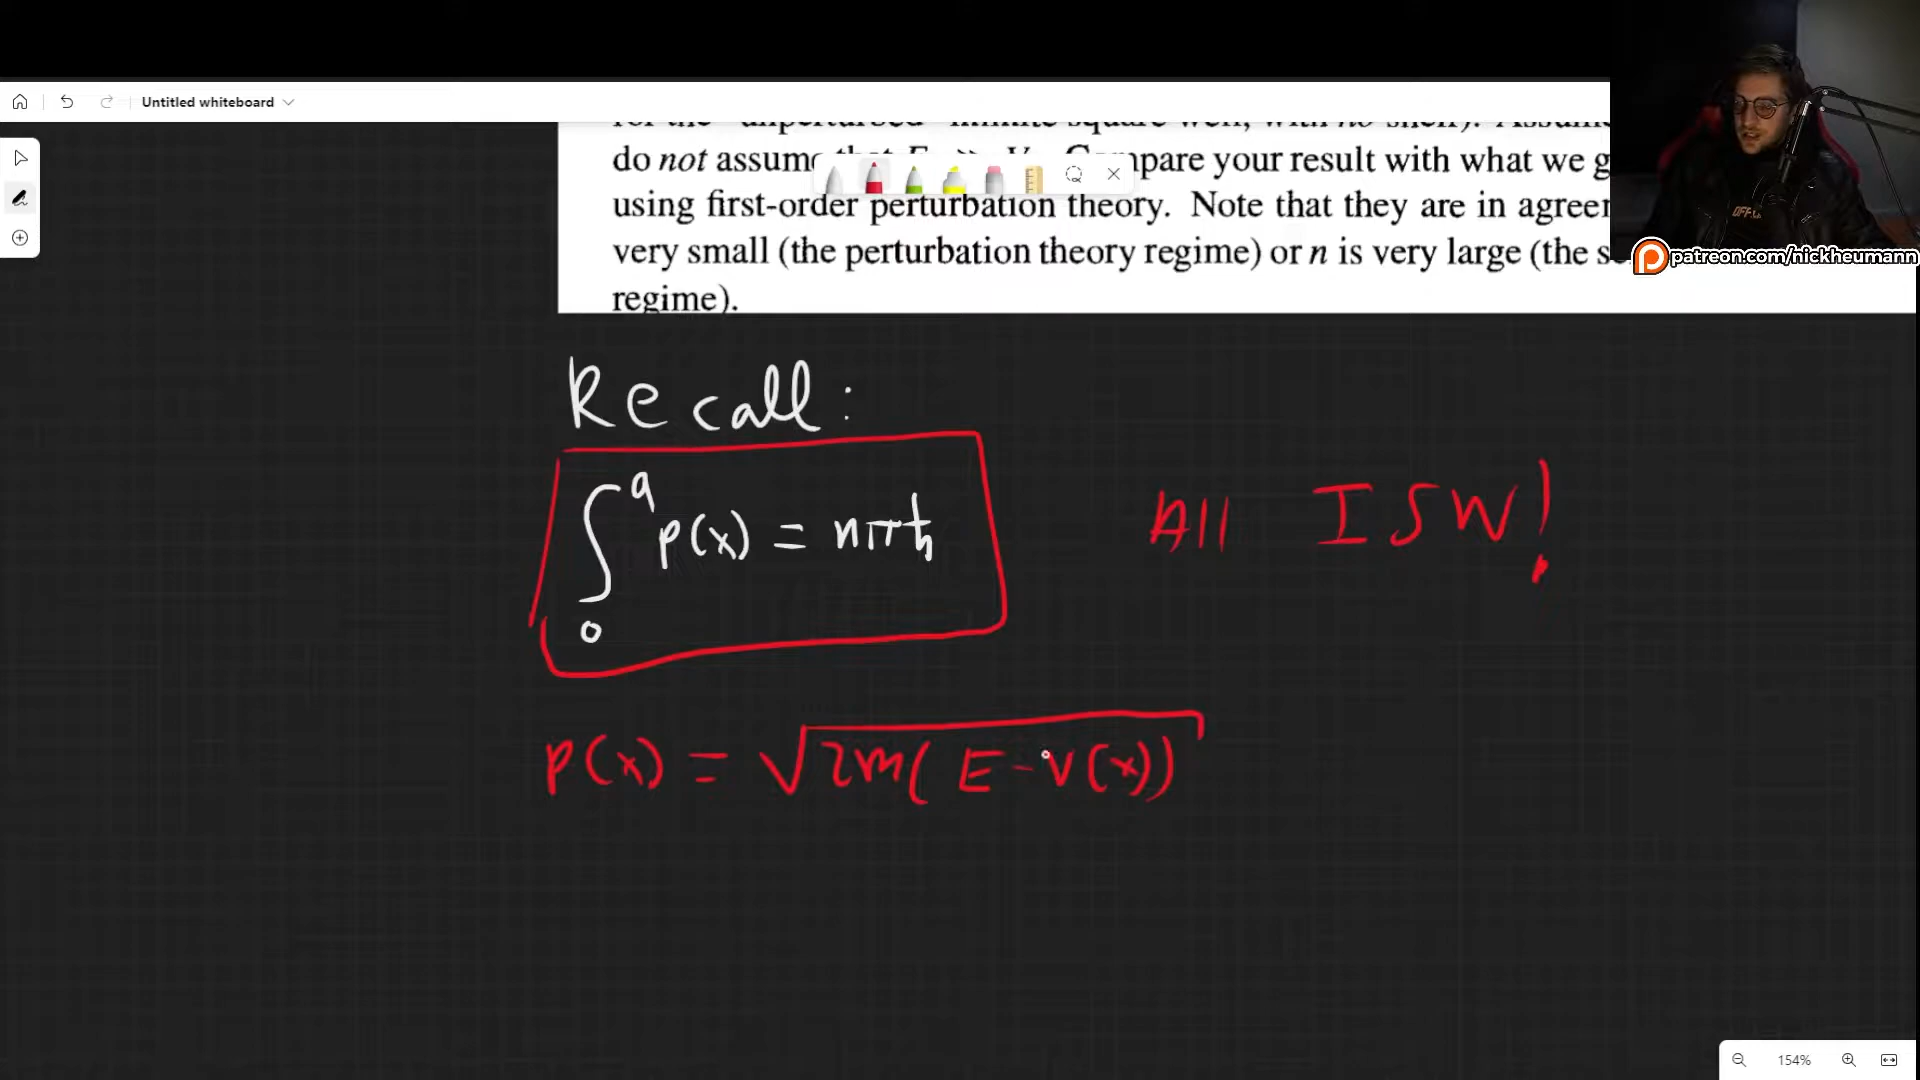 Untitled whiteboard
do not assume that E Compare your result with what we g
using first-order perturbation theory. Note that they are in agreer
very small (the perturbation theory regime) or n is very large (the s
regime).
patreon.com/nickheumann
Recall:
∫₀ᵃ p(x) = nπℏ
All ISW!
p(x) = √2m(E-V(x))
154%